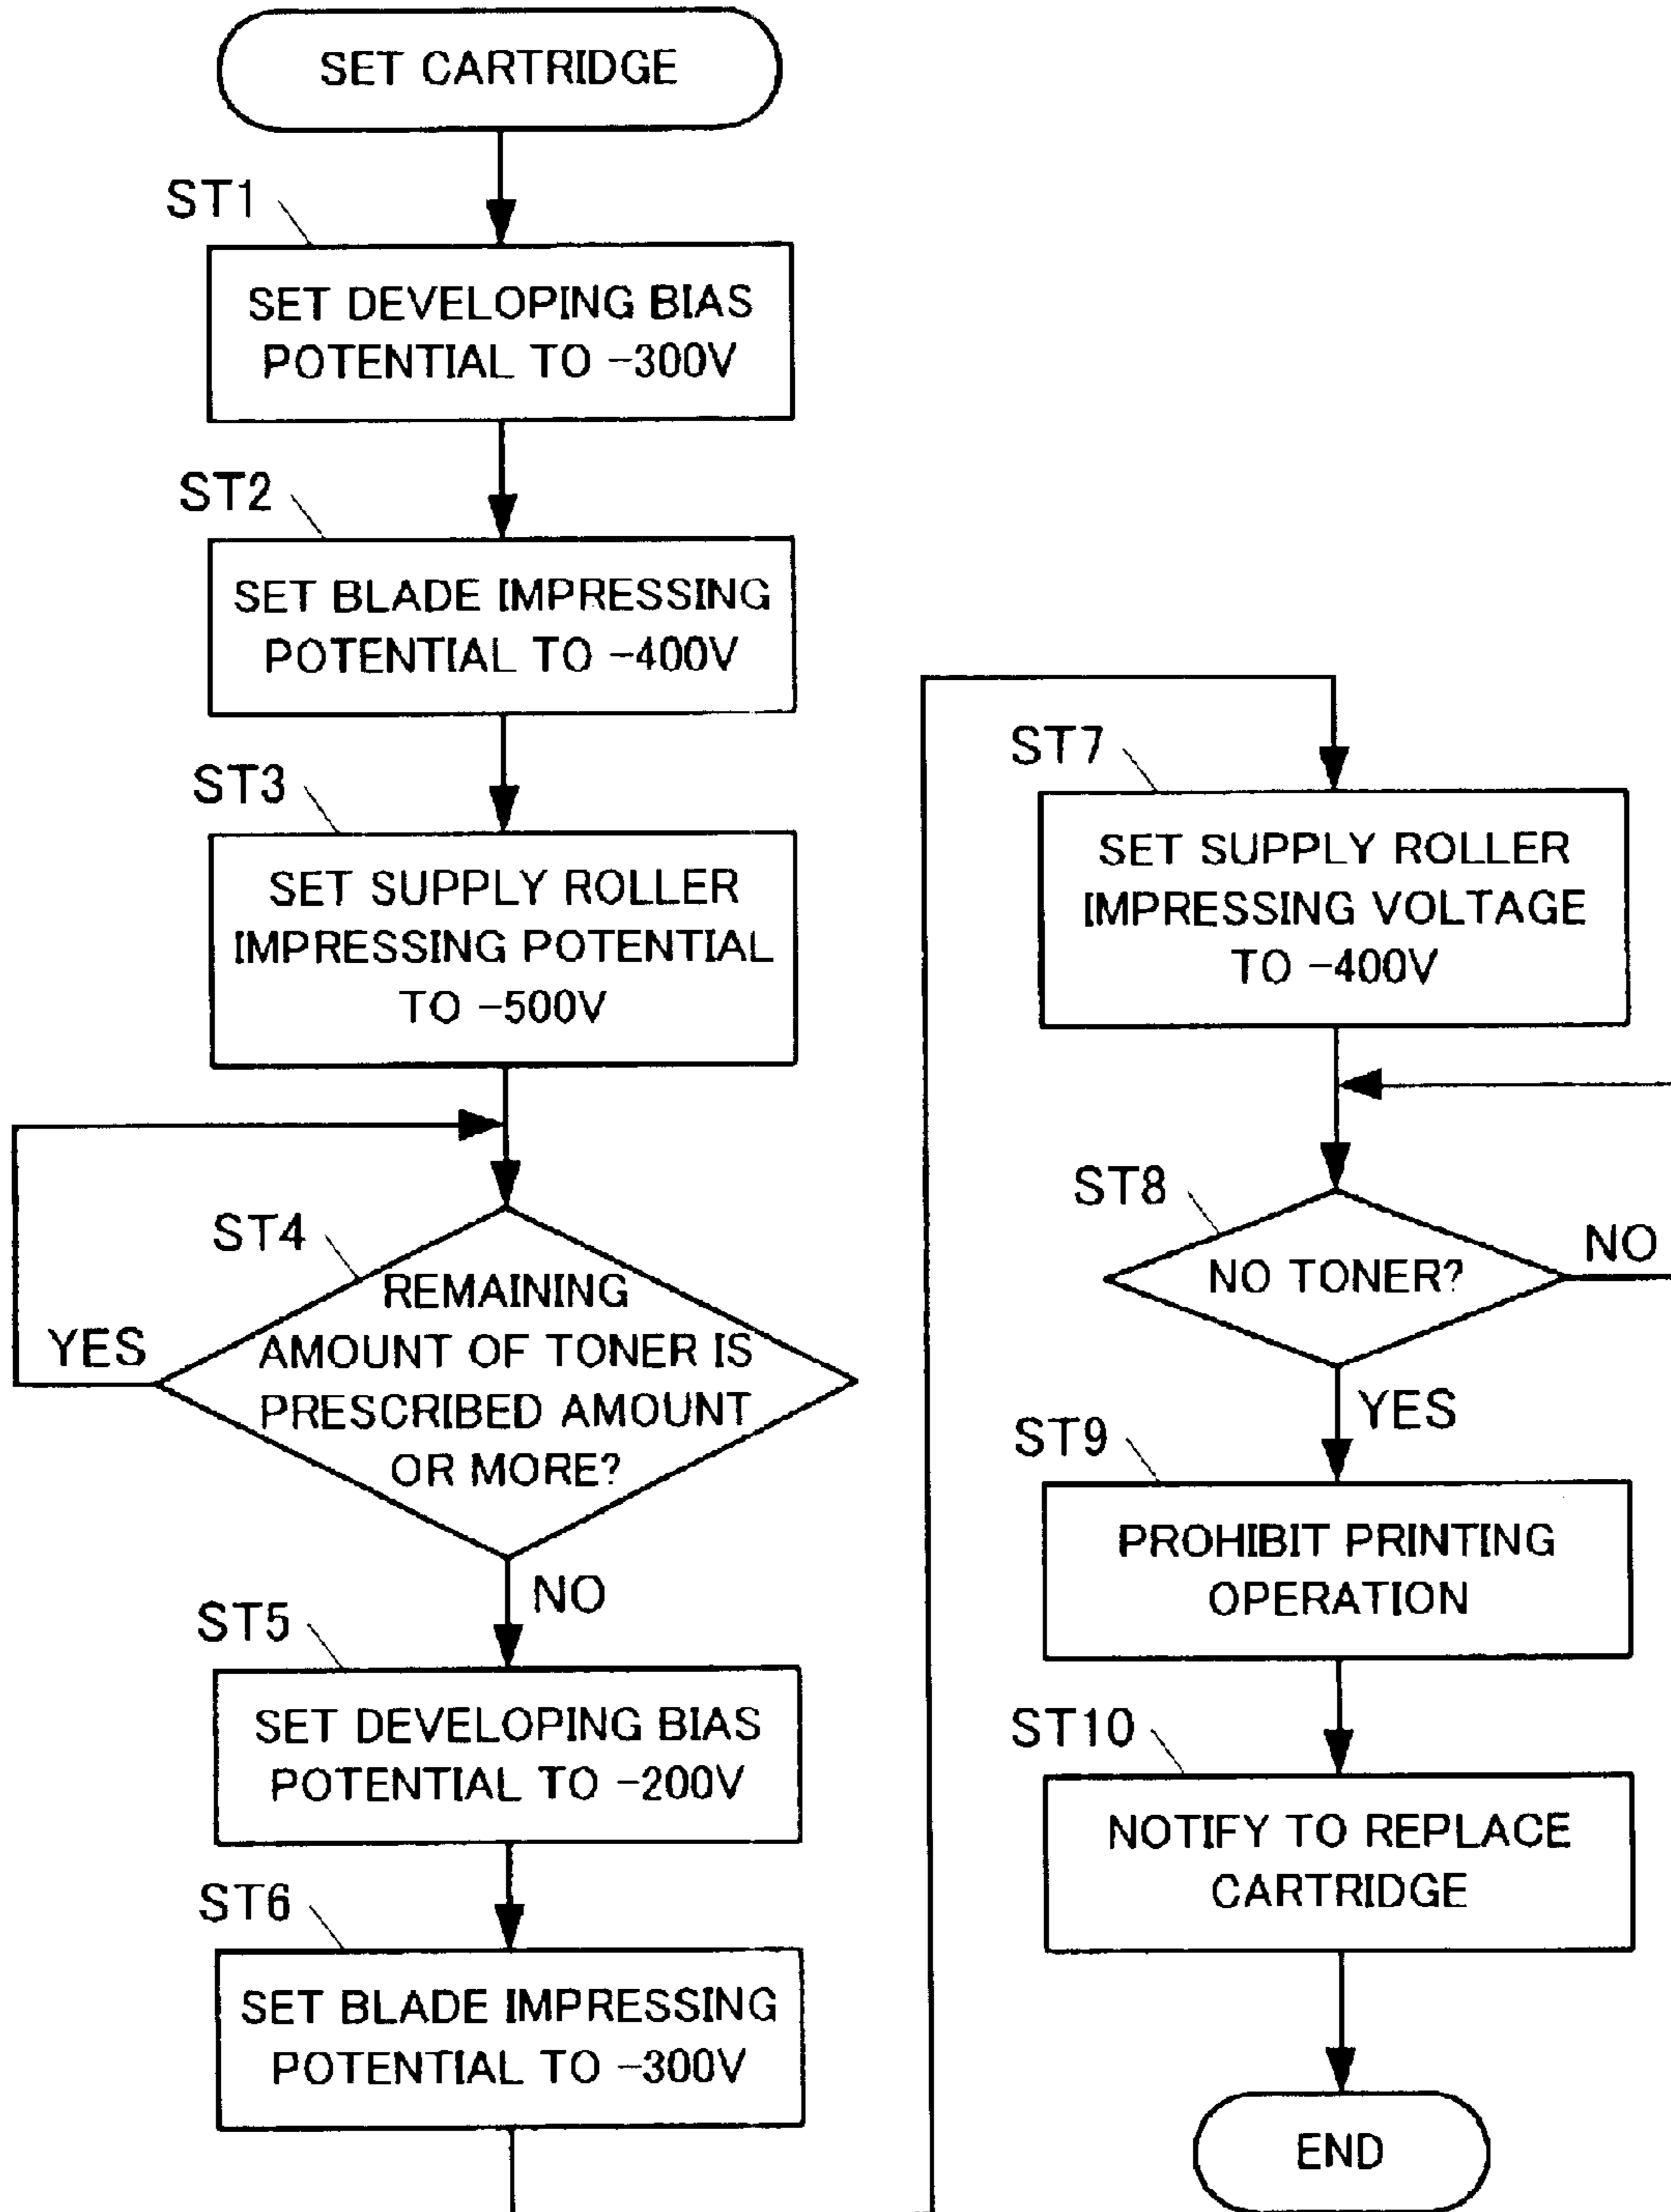 SET CARTRIDGE
ST1
SET DEVELOPING BIAS
POTENTIAL TO -300V
ST2
SET BLADE IMPRESSING
POTENTIAL TO -400V
ST3
SET SUPPLY ROLLER
IMPRESSING POTENTIAL
TO -500V
ST4
REMAINING
AMOUNT OF TONER IS
PRESCRIBED AMOUNT
OR MORE?
YES
NO
ST5
SET DEVELOPING BIAS
POTENTIAL TO -200V
ST6
SET BLADE IMPRESSING
POTENTIAL TO -300V
ST7
SET SUPPLY ROLLER
IMPRESSING VOLTAGE
TO -400V
ST8
NO TONER?
NO
YES
ST9
PROHIBIT PRINTING
OPERATION
ST10
NOTIFY TO REPLACE
CARTRIDGE
END